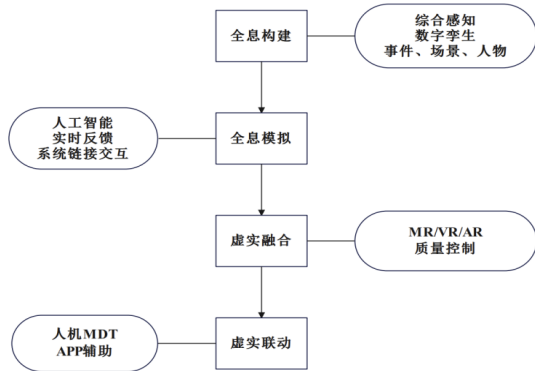 全息构建
综合感知
数字孪生
事件、场景、人物
人工智能
实时反馈
系统链接交互
全息模拟
虚实融合
MR/VR/AR
质量控制
人机MDT
APP辅助
虚实联动